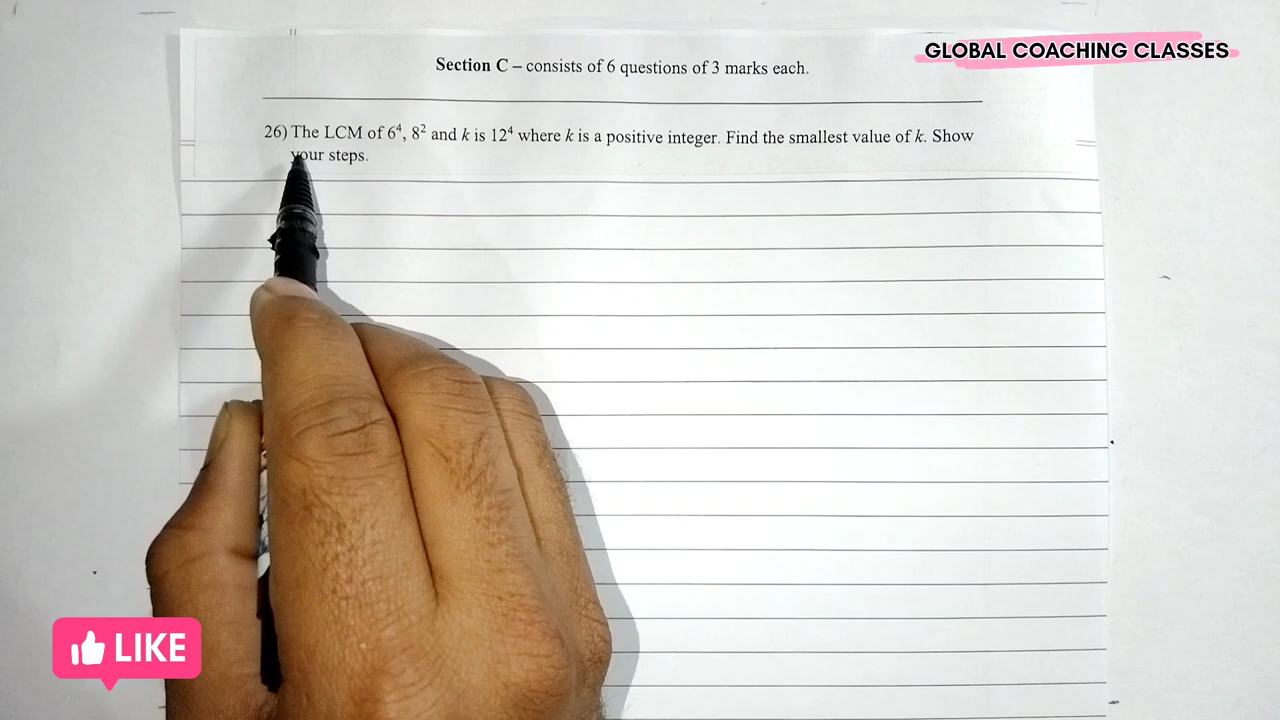 GLOBAL COACHING CLASSES
Section C – consists of 6 questions of 3 marks each.
26) The LCM of 6⁴, 8² and k is 12⁴ where k is a positive integer. Find the smallest value of k. Show
your steps.
LIKE